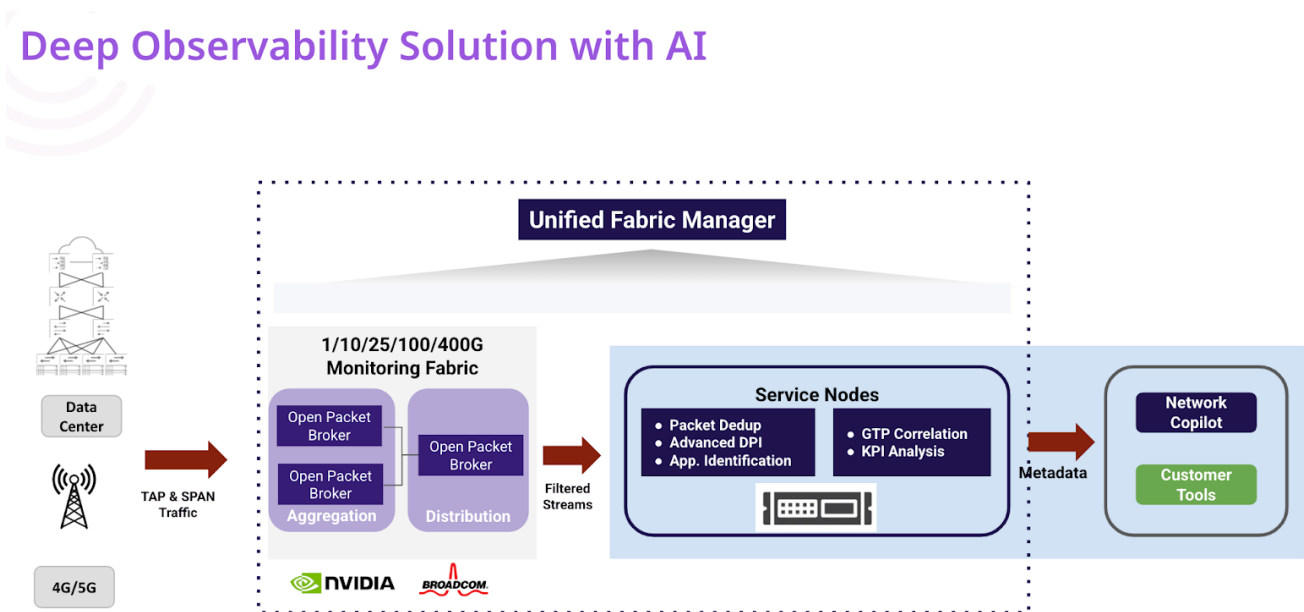 Deep Observability Solution with AI
Unified Fabric Manager
1/10/25/100/400G
Monitoring Fabric
Open Packet
Broker
Open Packet
Broker
Aggregation
Open Packet
Broker
Distribution
Data
Center
4G/5G
TAP & SPAN
Traffic
NVIDIA
BROADCOM.
Filtered
Streams
Service Nodes
• Packet Dedup
• Advanced DPI
• App. Identification
• GTP Correlation
• KPI Analysis
Metadata
Network
Copilot
Customer
Tools